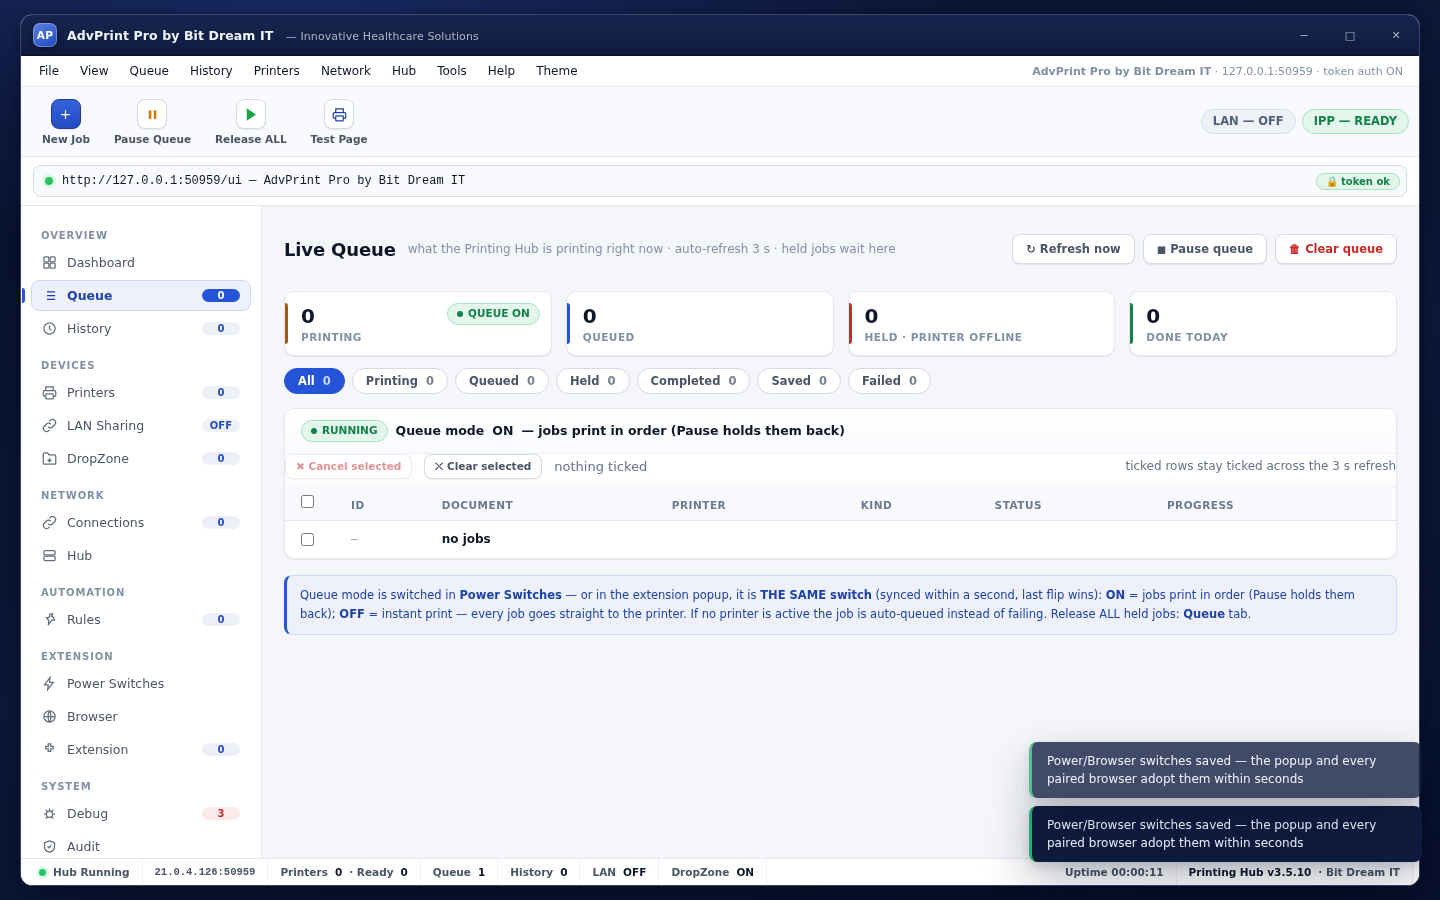 AP AdvPrint Pro by Bit Dream IT — Innovative Healthcare Solutions
File View Queue History Printers Network Hub Tools Help Theme AdvPrint Pro by Bit Dream IT · 127.0.0.1:50959 · token auth ON
New Job Pause Queue Release ALL Test Page LAN — OFF IPP — READY
http://127.0.0.1:50959/ui — AdvPrint Pro by Bit Dream IT 🔒 token ok
OVERVIEW
Dashboard
Queue 0
History 0
DEVICES
Printers 0
LAN Sharing OFF
DropZone 0
NETWORK
Connections 0
Hub
AUTOMATION
Rules 0
EXTENSION
Power Switches
Browser
Extension 0
SYSTEM
Debug 3
Audit
Live Queue what the Printing Hub is printing right now · auto-refresh 3 s · held jobs wait here ↻ Refresh now ■ Pause queue 🗑 Clear queue
0 ● QUEUE ON 0 0 0
PRINTING QUEUED HELD · PRINTER OFFLINE DONE TODAY
All 0 Printing 0 Queued 0 Held 0 Completed 0 Saved 0 Failed 0
● RUNNING Queue mode ON — jobs print in order (Pause holds them back)
✖ Cancel selected ✕ Clear selected nothing ticked ticked rows stay ticked across the 3 s refresh
ID DOCUMENT PRINTER KIND STATUS PROGRESS
— no jobs
Queue mode is switched in Power Switches — or in the extension popup, it is THE SAME switch (synced within a second, last flip wins): ON = jobs print in order (Pause holds them
back); OFF = instant print — every job goes straight to the printer. If no printer is active the job is auto-queued instead of failing. Release ALL held jobs: Queue tab.
Power/Browser switches saved — the popup and every
paired browser adopt them within seconds
Power/Browser switches saved — the popup and every
paired browser adopt them within seconds
Hub Running 21.0.4.126:50959 Printers 0 · Ready 0 Queue 1 History 0 LAN OFF DropZone ON Uptime 00:00:11 Printing Hub v3.5.10 · Bit Dream IT